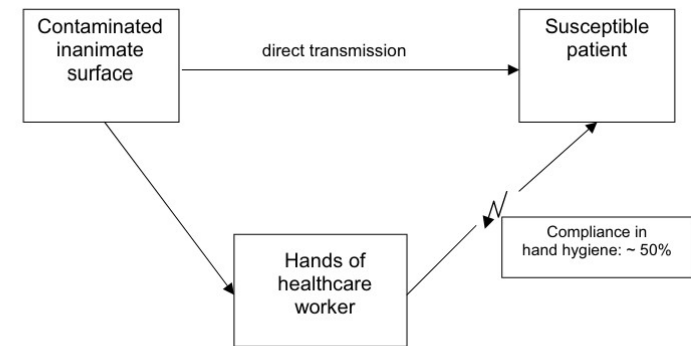 Contaminated
inanimate
surface
direct transmission
Susceptible
patient
Hands of
healthcare
worker
Compliance in
hand hygiene: ~ 50%